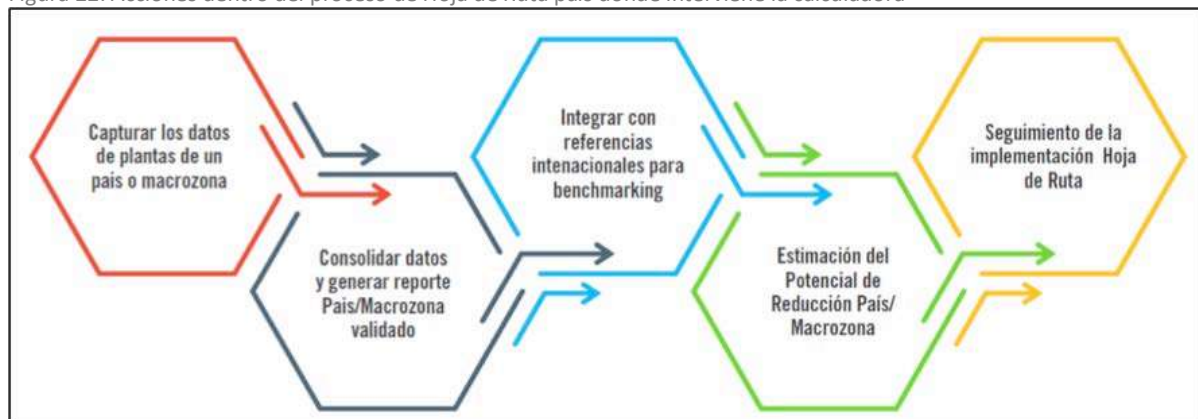 Capturar los datos
de plantas de un
pais o macrozona
Consolidar datos
y generar reporte
Pais/Macrozona
validado
Integrar con
referencias
intenacionales para
benchmarking
Estimación del
Potencial de
Reducción País/
Macrozona
Seguimiento de la
implementación Hoja
de Ruta